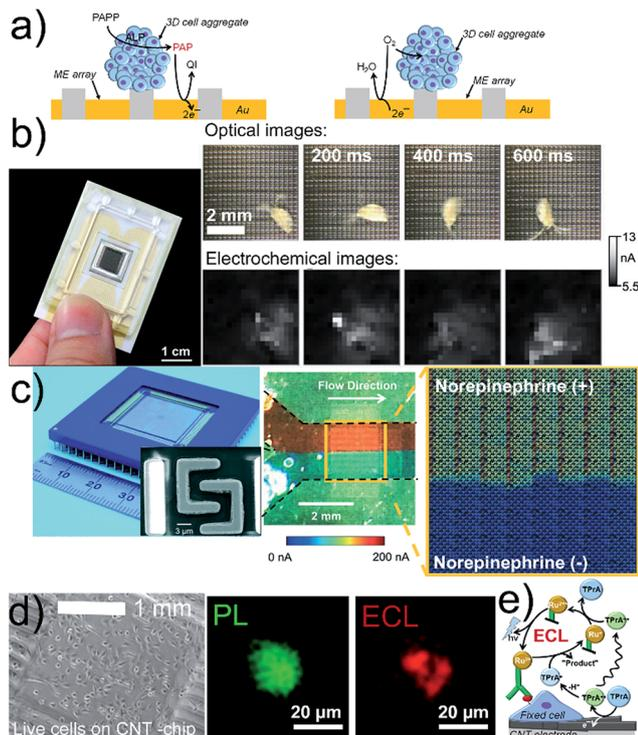 a)
PAPP
ALP
3D cell aggregate
PAP
QI
ME array
2e⁻
Au
O₂
3D cell aggregate
H₂O
ME array
2e⁻
Au
b)
Optical images:
200 ms
400 ms
600 ms
2 mm
Electrochemical images:
13
nA
5.5
1 cm
c)
10 20 30
3 µm
Flow Direction
2 mm
0 nA 200 nA
Norepinephrine (+)
Norepinephrine (-)
d)
1 mm
Live cells on CNT-chip
PL
20 µm
ECL
20 µm
e)
TPrA
ECL
hν
"Product"
TPrA
Fixed cell
e⁻
CNT electrode